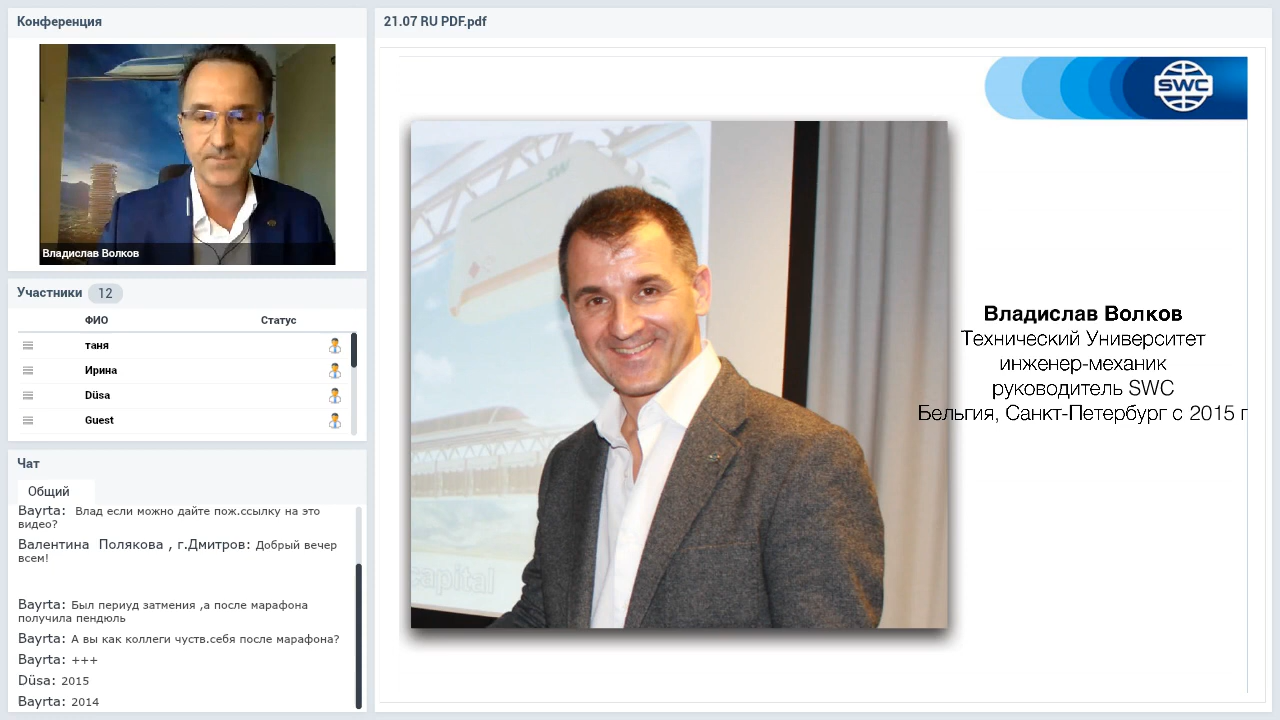 Конференция
Владислав Волков
Участники 12
ФИО Статус
таня
Ирина
Düsa
Guest
Чат
Общий
Bayrta: Влад если можно дайте пож.ссылку на это
видео?
Валентина Полякова , г.Дмитров: Добрый вечер
всем!
Bayrta: Был периуд затмения ,а после марафона
получила пендюль
Bayrta: А вы как коллеги чуств.себя после марафона?
Bayrta: +++
Düsa: 2015
Bayrta: 2014
21.07 RU PDF.pdf
SWC
SW
capital
Владислав Волков
Технический Университет
инженер-механик
руководитель SWC
Бельгия, Санкт-Петербург с 2015 г